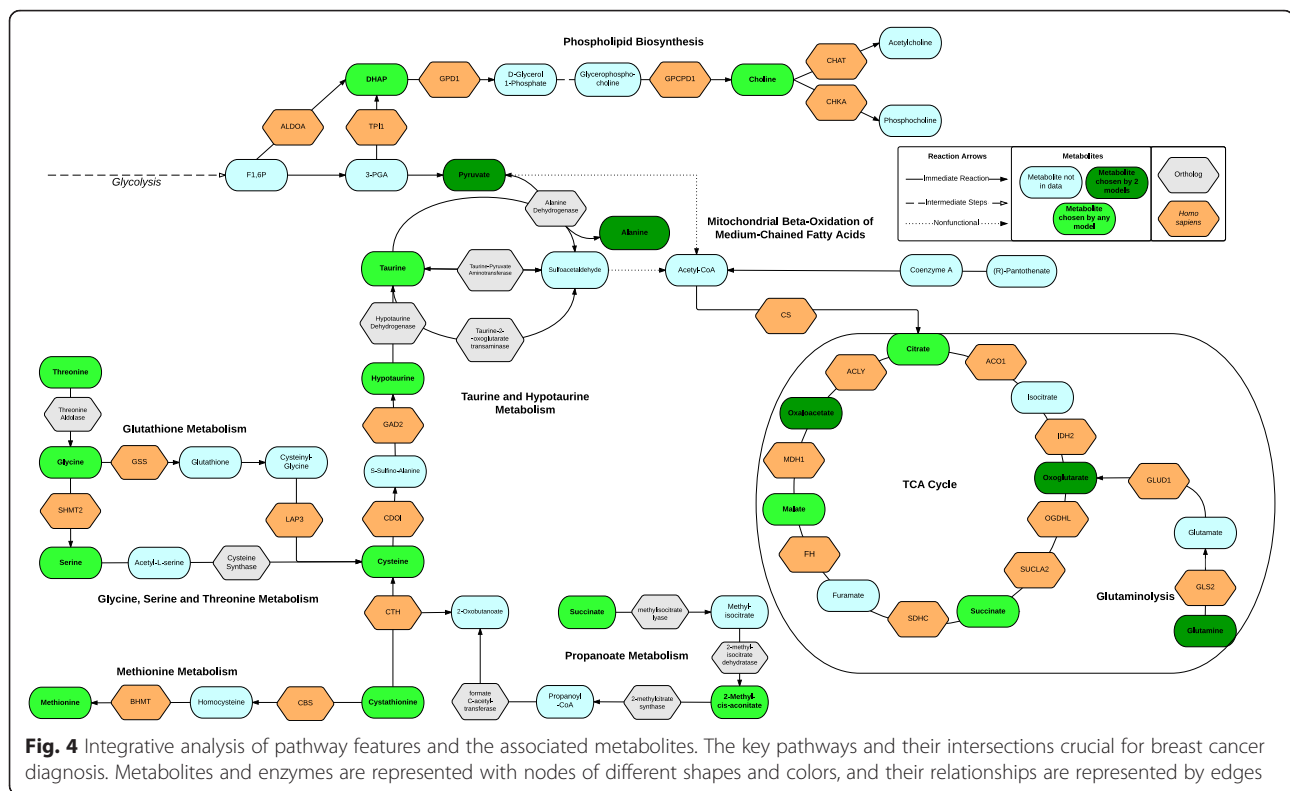 Phospholipid Biosynthesis
DHAP
GPD1
D-Glycerol
1-Phosphate
Glycerophospho-
choline
GPCPD1
Choline
CHAT
Acetylcholine
CHKA
Phosphocholine
ALDOA
TPI1
Glycolysis
F1,6P
3-PGA
Pyruvate
Reaction Arrows
Immediate Reaction
Intermediate Steps
Nonfunctional
Metabolites
Metabolite not
in data
Metabolite
chosen by 2
models
Metabolite
chosen by any
model
Ortholog
Homo
sapiens
Alanine
Dehydrogenase
Alanine
Mitochondrial Beta-Oxidation of
Medium-Chained Fatty Acids
Taurine
Taurine-Pyruvate
Aminotransferase
Sulfoacetaldehyde
Acetyl-CoA
Coenzyme A
(R)-Pantothenate
Hypotaurine
Dehydrogenase
Taurine-2-
oxoglutarate
transaminase
CS
Threonine
Threonine
Aldolase
Hypotaurine
Taurine and Hypotaurine
Metabolism
Glutathione Metabolism
GAD2
Glycine
GSS
Glutathione
Cysteinyl-
Glycine
S-Sulfino-Alanine
SHMT2
LAP3
CDOI
Serine
Acetyl-L-serine
Cysteine
Synthase
Cysteine
Glycine, Serine and Threonine Metabolism
CTH
2-Oxobutanoate
Succinate
methylisocitrate
lyase
Methyl-
isocitrate
Propanoate Metabolism
2-methyl-
isocitrate
dehydratase
Methionine Metabolism
Methionine
BHMT
Homocysteine
CBS
Cystathionine
formate
C-acetyl-
transferase
Propanoyl
-CoA
2-methylcitrate
synthase
2-Methyl-
cis-aconitate
Citrate
ACLY
ACO1
Oxaloacetate
Isocitrate
MDH1
IDH2
TCA Cycle
Oxoglutarate
GLUD1
Malate
OGDHL
Glutamate
FH
SUCLA2
Furamate
Succinate
SDHC
Glutaminolysis
GLS2
Glutamine
Fig. 4 Integrative analysis of pathway features and the associated metabolites. The key pathways and their intersections crucial for breast cancer
diagnosis. Metabolites and enzymes are represented with nodes of different shapes and colors, and their relationships are represented by edges